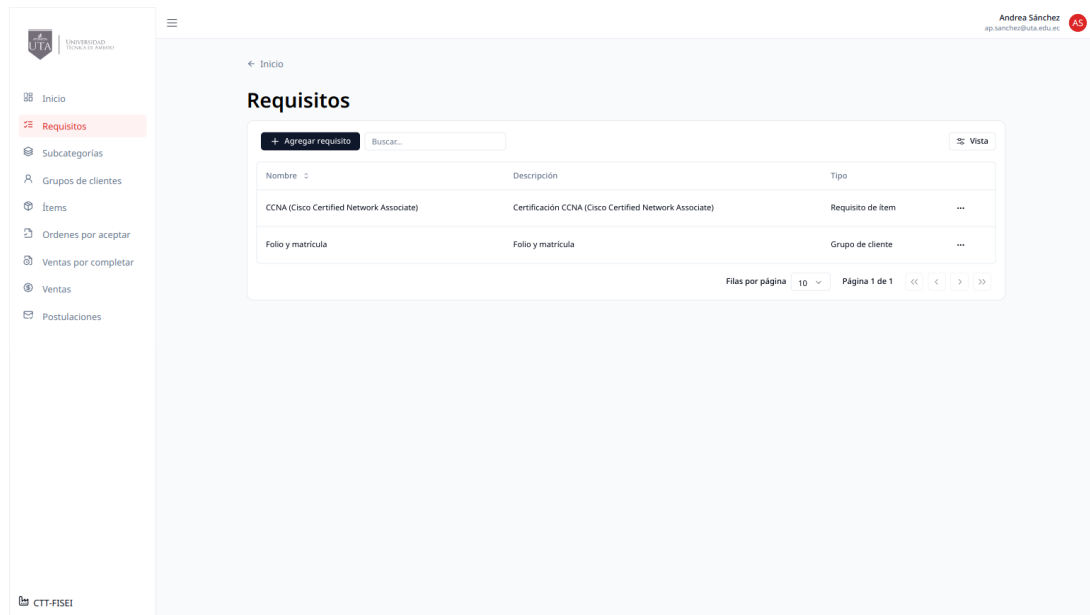 Andrea Sánchez
ap.sanchez@uta.edu.ec
AS
UTA
UNIVERSIDAD
TÉCNICA DE AMBATO
Inicio
Requisitos
Subcategorías
Grupos de clientes
Ítems
Ordenes por aceptar
Ventas por completar
Ventas
Postulaciones
CTT-FISEI
← Inicio
Requisitos
+ Agregar requisito Buscar... Vista
Nombre Descripción Tipo
CCNA (Cisco Certified Network Associate) Certificación CCNA (Cisco Certified Network Associate) Requisito de ítem ...
Folio y matrícula Folio y matrícula Grupo de cliente ...
Filas por página 10 Página 1 de 1 << < > >>